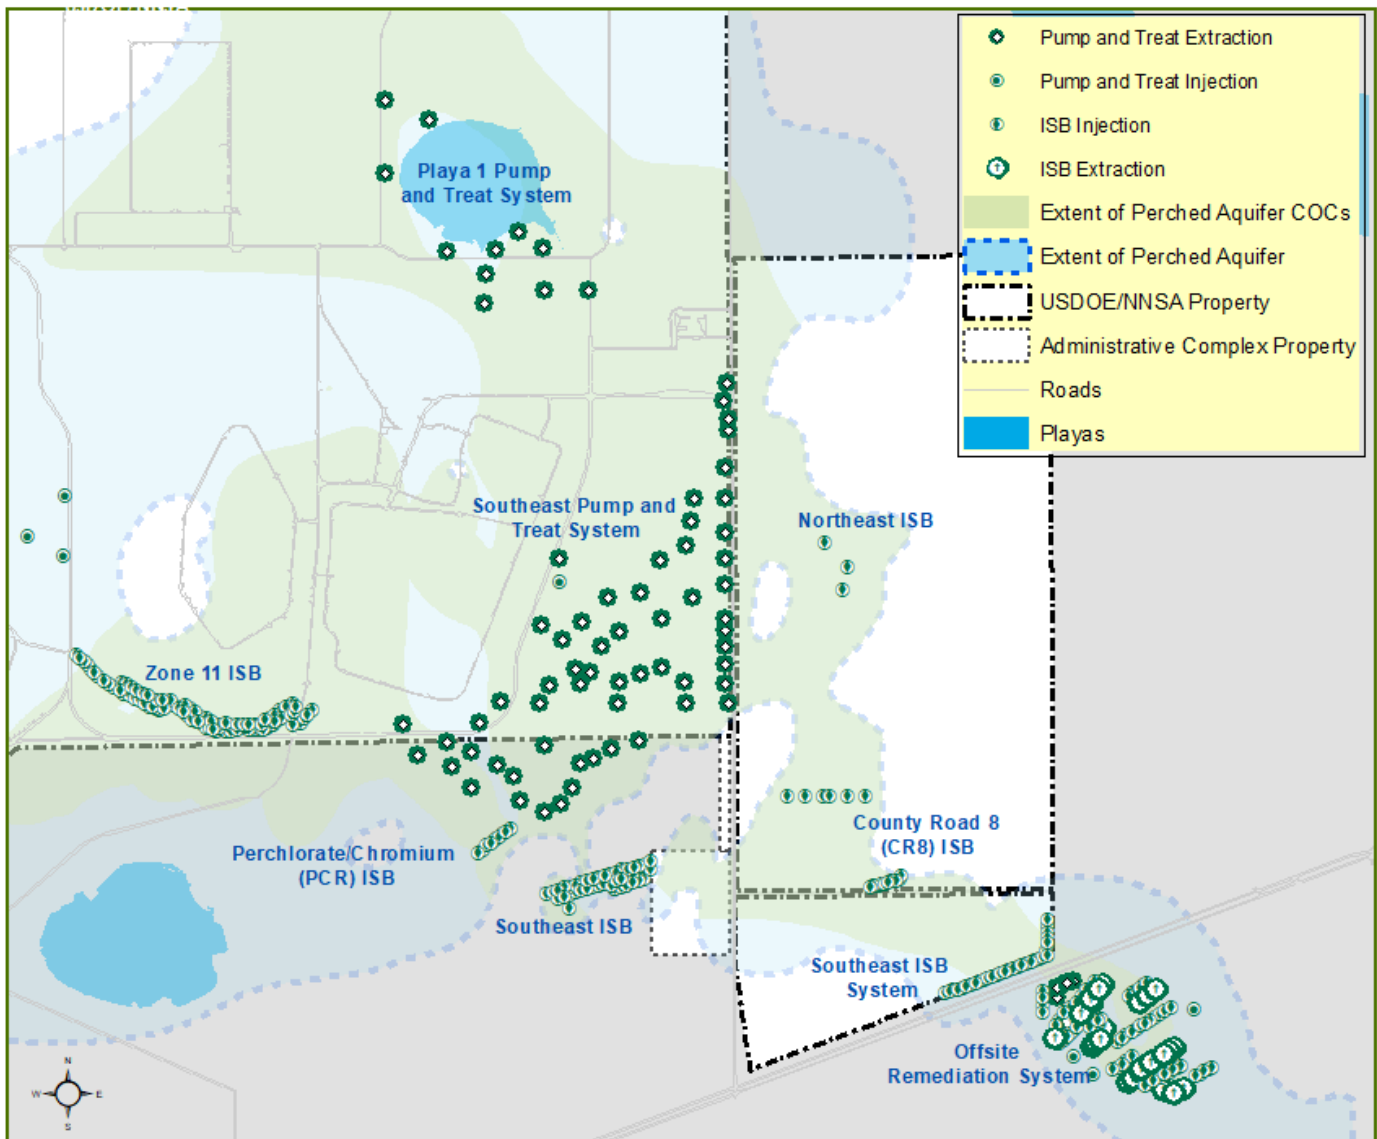 Pump and Treat Extraction
Pump and Treat Injection
ISB Injection
ISB Extraction
Extent of Perched Aquifer COCs
Extent of Perched Aquifer
USDOE/NNSA Property
Administrative Complex Property
Roads
Playas
Playa 1 Pump
and Treat System
Southeast Pump and
Treat System
Northeast ISB
Zone 11 ISB
County Road 8
(CR8) ISB
Perchlorate/Chromium
(PCR) ISB
Southeast ISB
Southeast ISB
System
Offsite
Remediation System
N
W
E
S